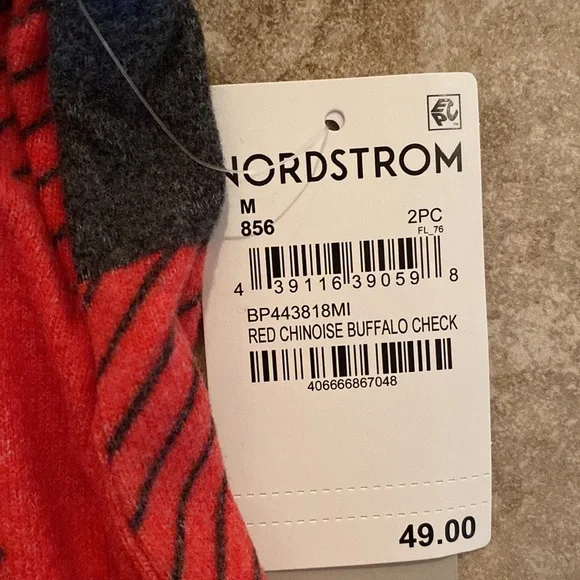 NORDSTROM
M
856
2PC
FL_76
4 39116 39059 8
BP443818MI
RED CHINOISE BUFFALO CHECK
406666867048
49.00